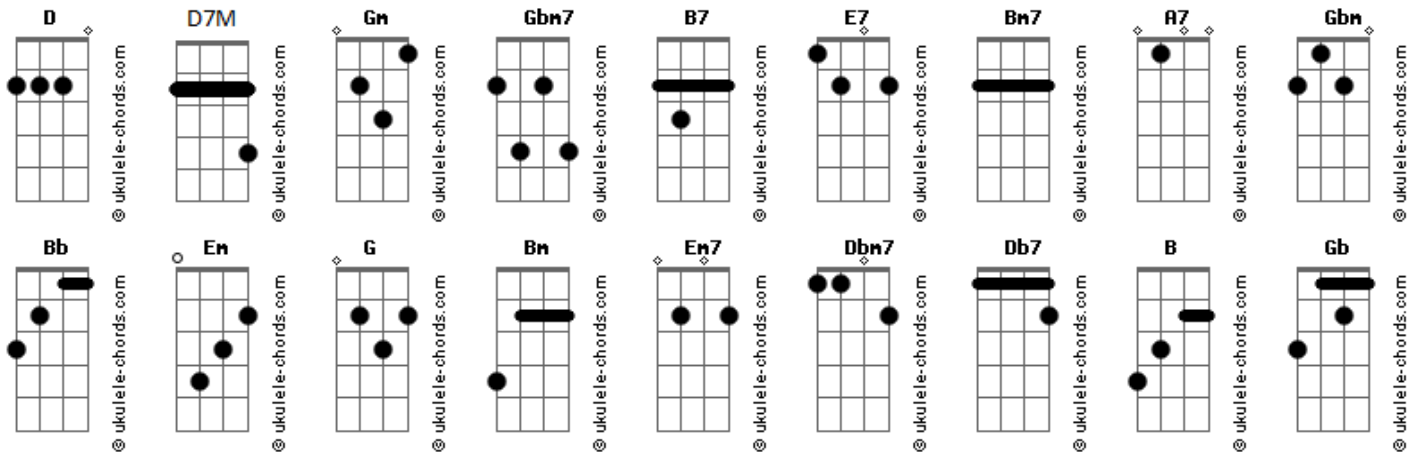 D D7M Gm Gbm7 B7 E7 Bm7 A7 Gbm
© ukulele-chords.com © ukulele-chords.com © ukulele-chords.com © ukulele-chords.com © ukulele-chords.com © ukulele-chords.com © ukulele-chords.com © ukulele-chords.com © ukulele-chords.com
Bb Em G Bm Em7 Dbm7 Db7 B Gb
© ukulele-chords.com © ukulele-chords.com © ukulele-chords.com © ukulele-chords.com © ukulele-chords.com © ukulele-chords.com © ukulele-chords.com © ukulele-chords.com © ukulele-chords.com